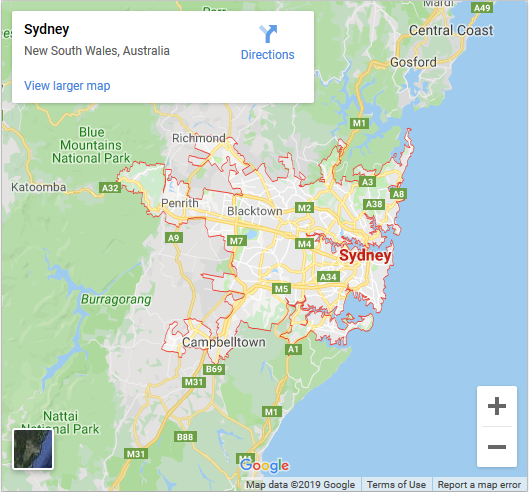 Sydney
New South Wales, Australia
Directions
View larger map
Mardi
Central Coast
A49
Gosford
M1
Richmond
Blue
Mountains
National Park
Katoomba
A32
A3
A8
Penrith
A38
Blacktown
M2
A9
M7
M4
Sydney
A34
M5
Burragorang
Campbelltown
A1
B69
M31
M1
Nattai
National Park
B88
M31
Google
Map data ©2019 Google
Terms of Use
Report a map error